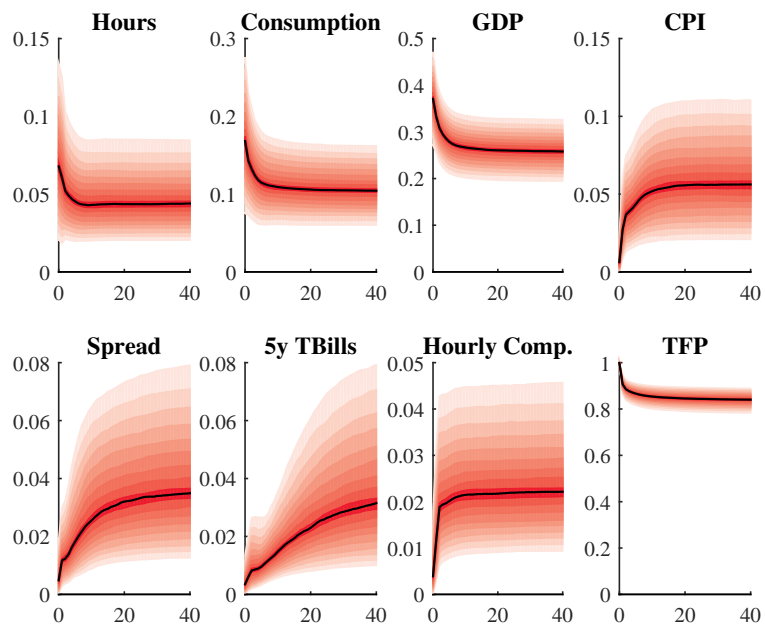 Hours Consumption GDP CPI
0.15 0.3 0.5 0.15
0.4
0.1 0.2 0.1
0.3
0.2
0.05 0.1 0.05
0.1
0 0 0 0
0 20 40 0 20 40 0 20 40 0 20 40
Spread 5y TBills Hourly Comp. TFP
0.08 0.08 0.05 1
0.04 0.8
0.06 0.06
0.03 0.6
0.04 0.04
0.02 0.4
0.02 0.02
0.01 0.2
0 0 0 0
0 20 40 0 20 40 0 20 40 0 20 40